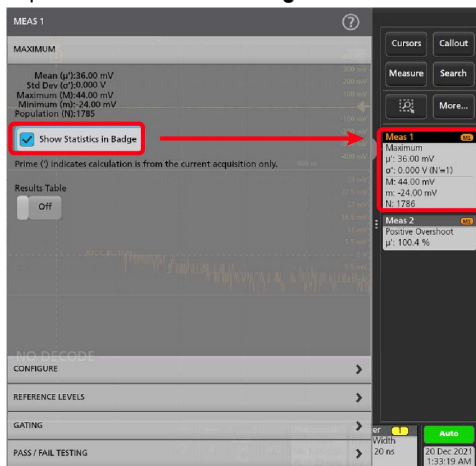 MEAS 1
?
MAXIMUM
Mean (μ'):36.00 mV
Std Dev (σ'):0.000 V
Maximum (M):44.00 mV
Minimum (m):-24.00 mV
Population (N):1785
Show Statistics in Badge
Prime (') indicates calculation is from the current acquisition only.
Results Table
Off
NO DECODE
CONFIGURE
REFERENCE LEVELS
GATING
PASS / FAIL TESTING
Cursors
Callout
Measure
Search
More...
Meas 1
Maximum
μ': 36.00 mV
σ': 0.000 V (N'=1)
M: 44.00 mV
m: -24.00 mV
N: 1786
Meas 2
Positive Overshoot
μ': 100.4 %
er
1
Width
20 ns
Auto
20 Dec 2021
1:33:19 AM